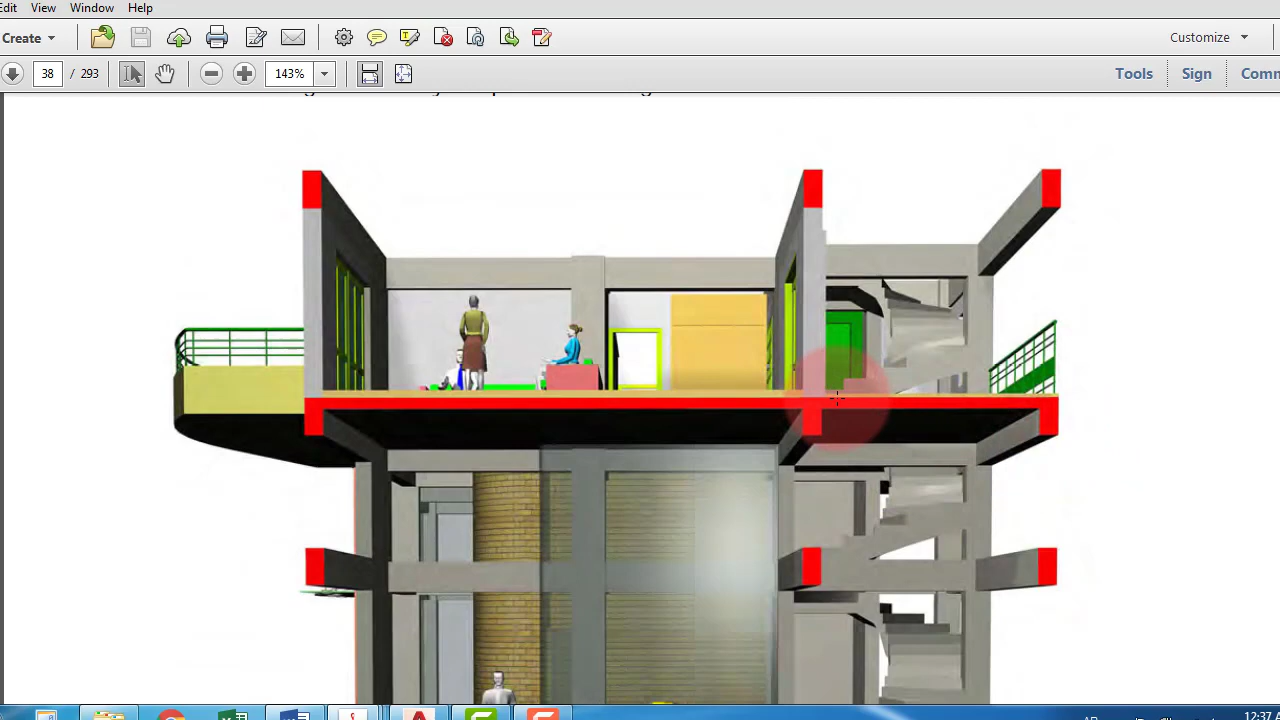 Edit View Window Help
Create Customize
38 / 293 143% Tools Sign Comm
12:37